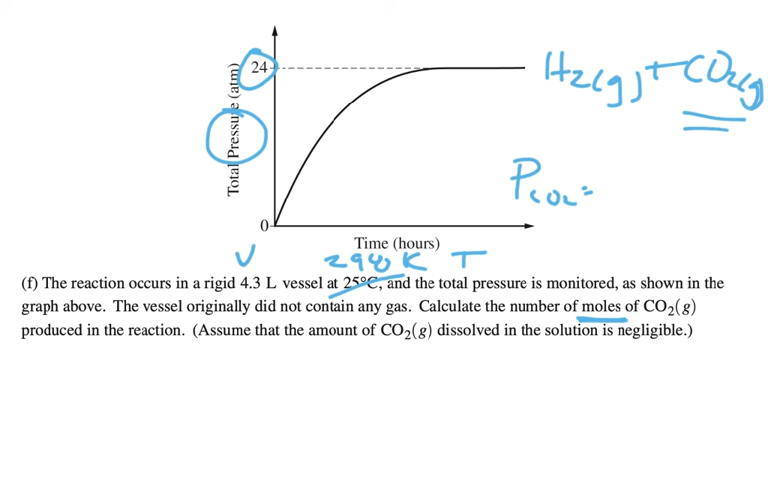 24
H2(g) + CO2(g)
Total Pressure (atm)
PCO2 =
0
Time (hours)
V 298 K T
(f) The reaction occurs in a rigid 4.3 L vessel at 25°C, and the total pressure is monitored, as shown in the
graph above. The vessel originally did not contain any gas. Calculate the number of moles of CO₂(g)
produced in the reaction. (Assume that the amount of CO₂(g) dissolved in the solution is negligible.)